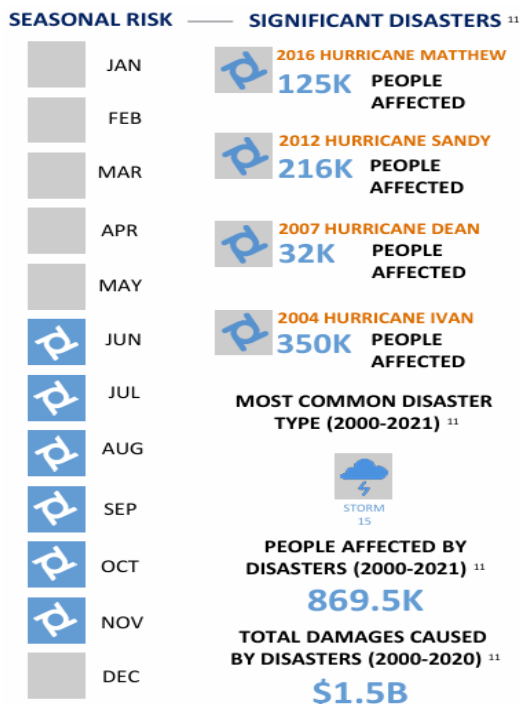 SEASONAL RISK
SIGNIFICANT DISASTERS 11
JAN
FEB
MAR
APR
MAY
JUN
JUL
AUG
SEP
OCT
NOV
DEC
2016 HURRICANE MATTHEW
125K PEOPLE
AFFECTED
2012 HURRICANE SANDY
216K PEOPLE
AFFECTED
2007 HURRICANE DEAN
32K PEOPLE
AFFECTED
2004 HURRICANE IVAN
350K PEOPLE
AFFECTED
MOST COMMON DISASTER
TYPE (2000-2021) 11
STORM
15
PEOPLE AFFECTED BY
DISASTERS (2000-2021) 11
869.5K
TOTAL DAMAGES CAUSED
BY DISASTERS (2000-2020) 11
$1.5B